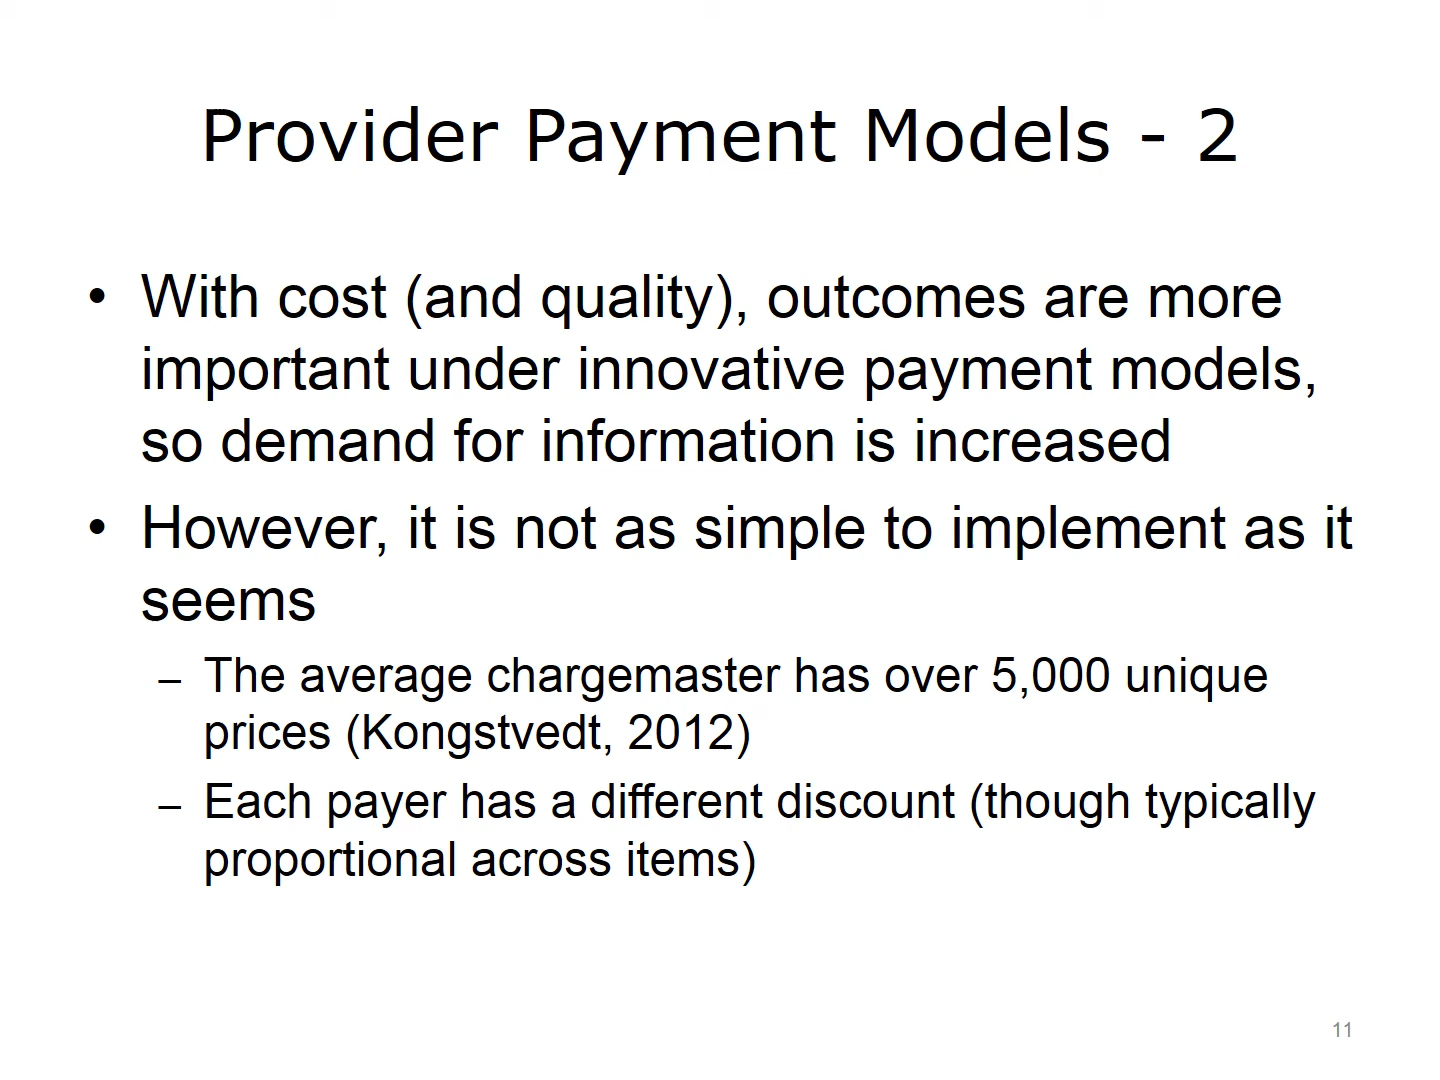 Provider Payment Models - 2
• With cost (and quality), outcomes are more
important under innovative payment models,
so demand for information is increased
• However, it is not as simple to implement as it
seems
– The average chargemaster has over 5,000 unique
prices (Kongstvedt, 2012)
– Each payer has a different discount (though typically
proportional across items)
11